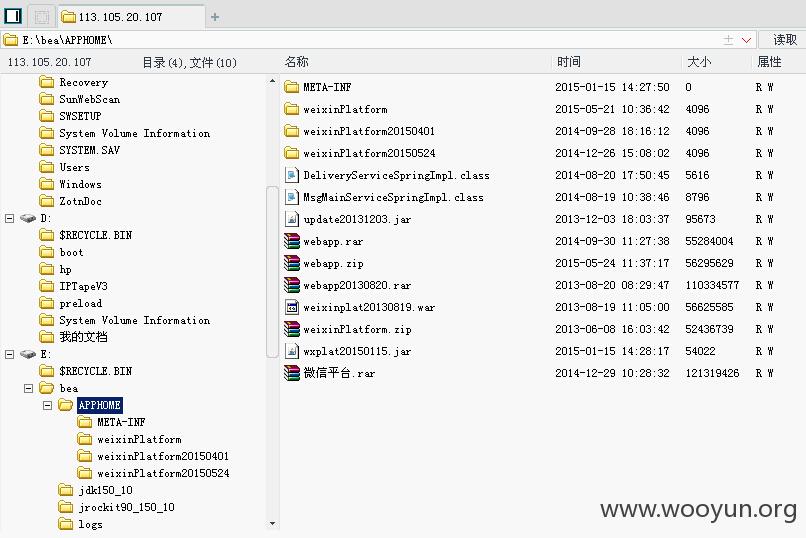 113.105.20.107
+
E:\bea\APPHOME\
读取
113.105.20.107 目录(4),文件(10)
名称 时间 大小 属性
Recovery
SunWebScan
SWSETUP
System Volume Information
SYSTEM.SAV
Users
Windows
ZotnDoc
D:
$RECYCLE.BIN
boot
hp
IPTapeV3
preload
System Volume Information
我的文档
E:
$RECYCLE.BIN
bea
APPHOME
META-INF
weixinPlatform
weixinPlatform20150401
weixinPlatform20150524
jdk150_10
jrockit90_150_10
logs
META-INF 2015-01-15 14:27:50 0 R W
weixinPlatform 2015-05-21 10:36:42 4096 R W
weixinPlatform20150401 2014-09-28 18:16:12 4096 R W
weixinPlatform20150524 2014-12-26 15:08:02 4096 R W
DeliveryServiceSpringImpl.class 2014-08-20 17:50:45 5616 R W
MsgMainServiceSpringImpl.class 2014-08-19 10:38:46 8796 R W
update20131203.jar 2013-12-03 18:03:37 95673 R W
webapp.rar 2014-09-30 11:27:38 55284004 R W
webapp.zip 2015-05-24 11:37:17 56295629 R W
webapp20130820.rar 2013-08-20 08:29:47 110334577 R W
weixinplat20130819.war 2013-08-19 11:05:00 56625585 R W
weixinPlatform.zip 2013-06-08 16:03:42 52436739 R W
wxplat20150115.jar 2015-01-15 14:28:17 54022 R W
微信平台.rar 2014-12-29 10:28:32 121319426 R W
www.wooyun.org